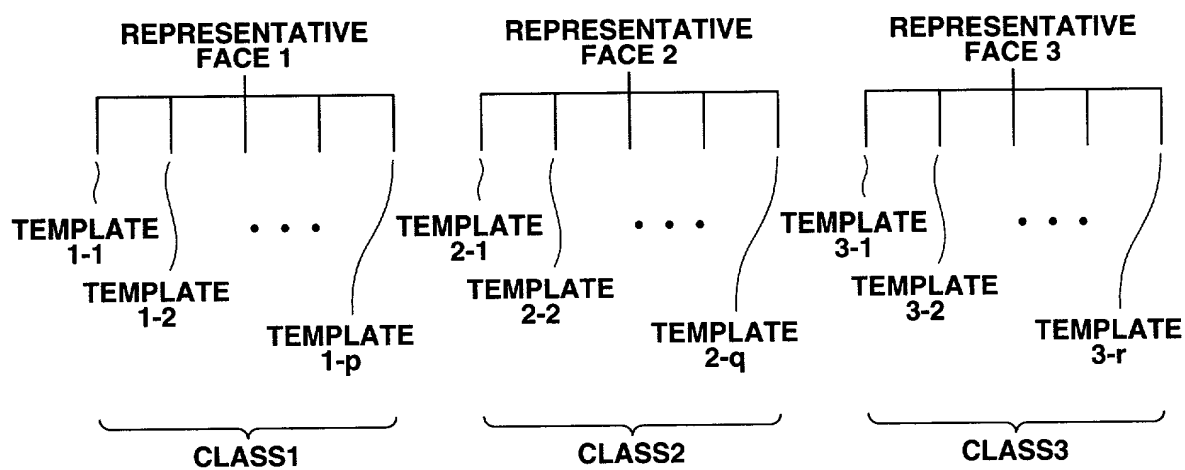 REPRESENTATIVE
FACE 1
REPRESENTATIVE
FACE 2
REPRESENTATIVE
FACE 3
TEMPLATE
1-1
TEMPLATE
1-2
• • •
TEMPLATE
1-p
TEMPLATE
2-1
TEMPLATE
2-2
• • •
TEMPLATE
2-q
TEMPLATE
3-1
TEMPLATE
3-2
• • •
TEMPLATE
3-r
CLASS1
CLASS2
CLASS3